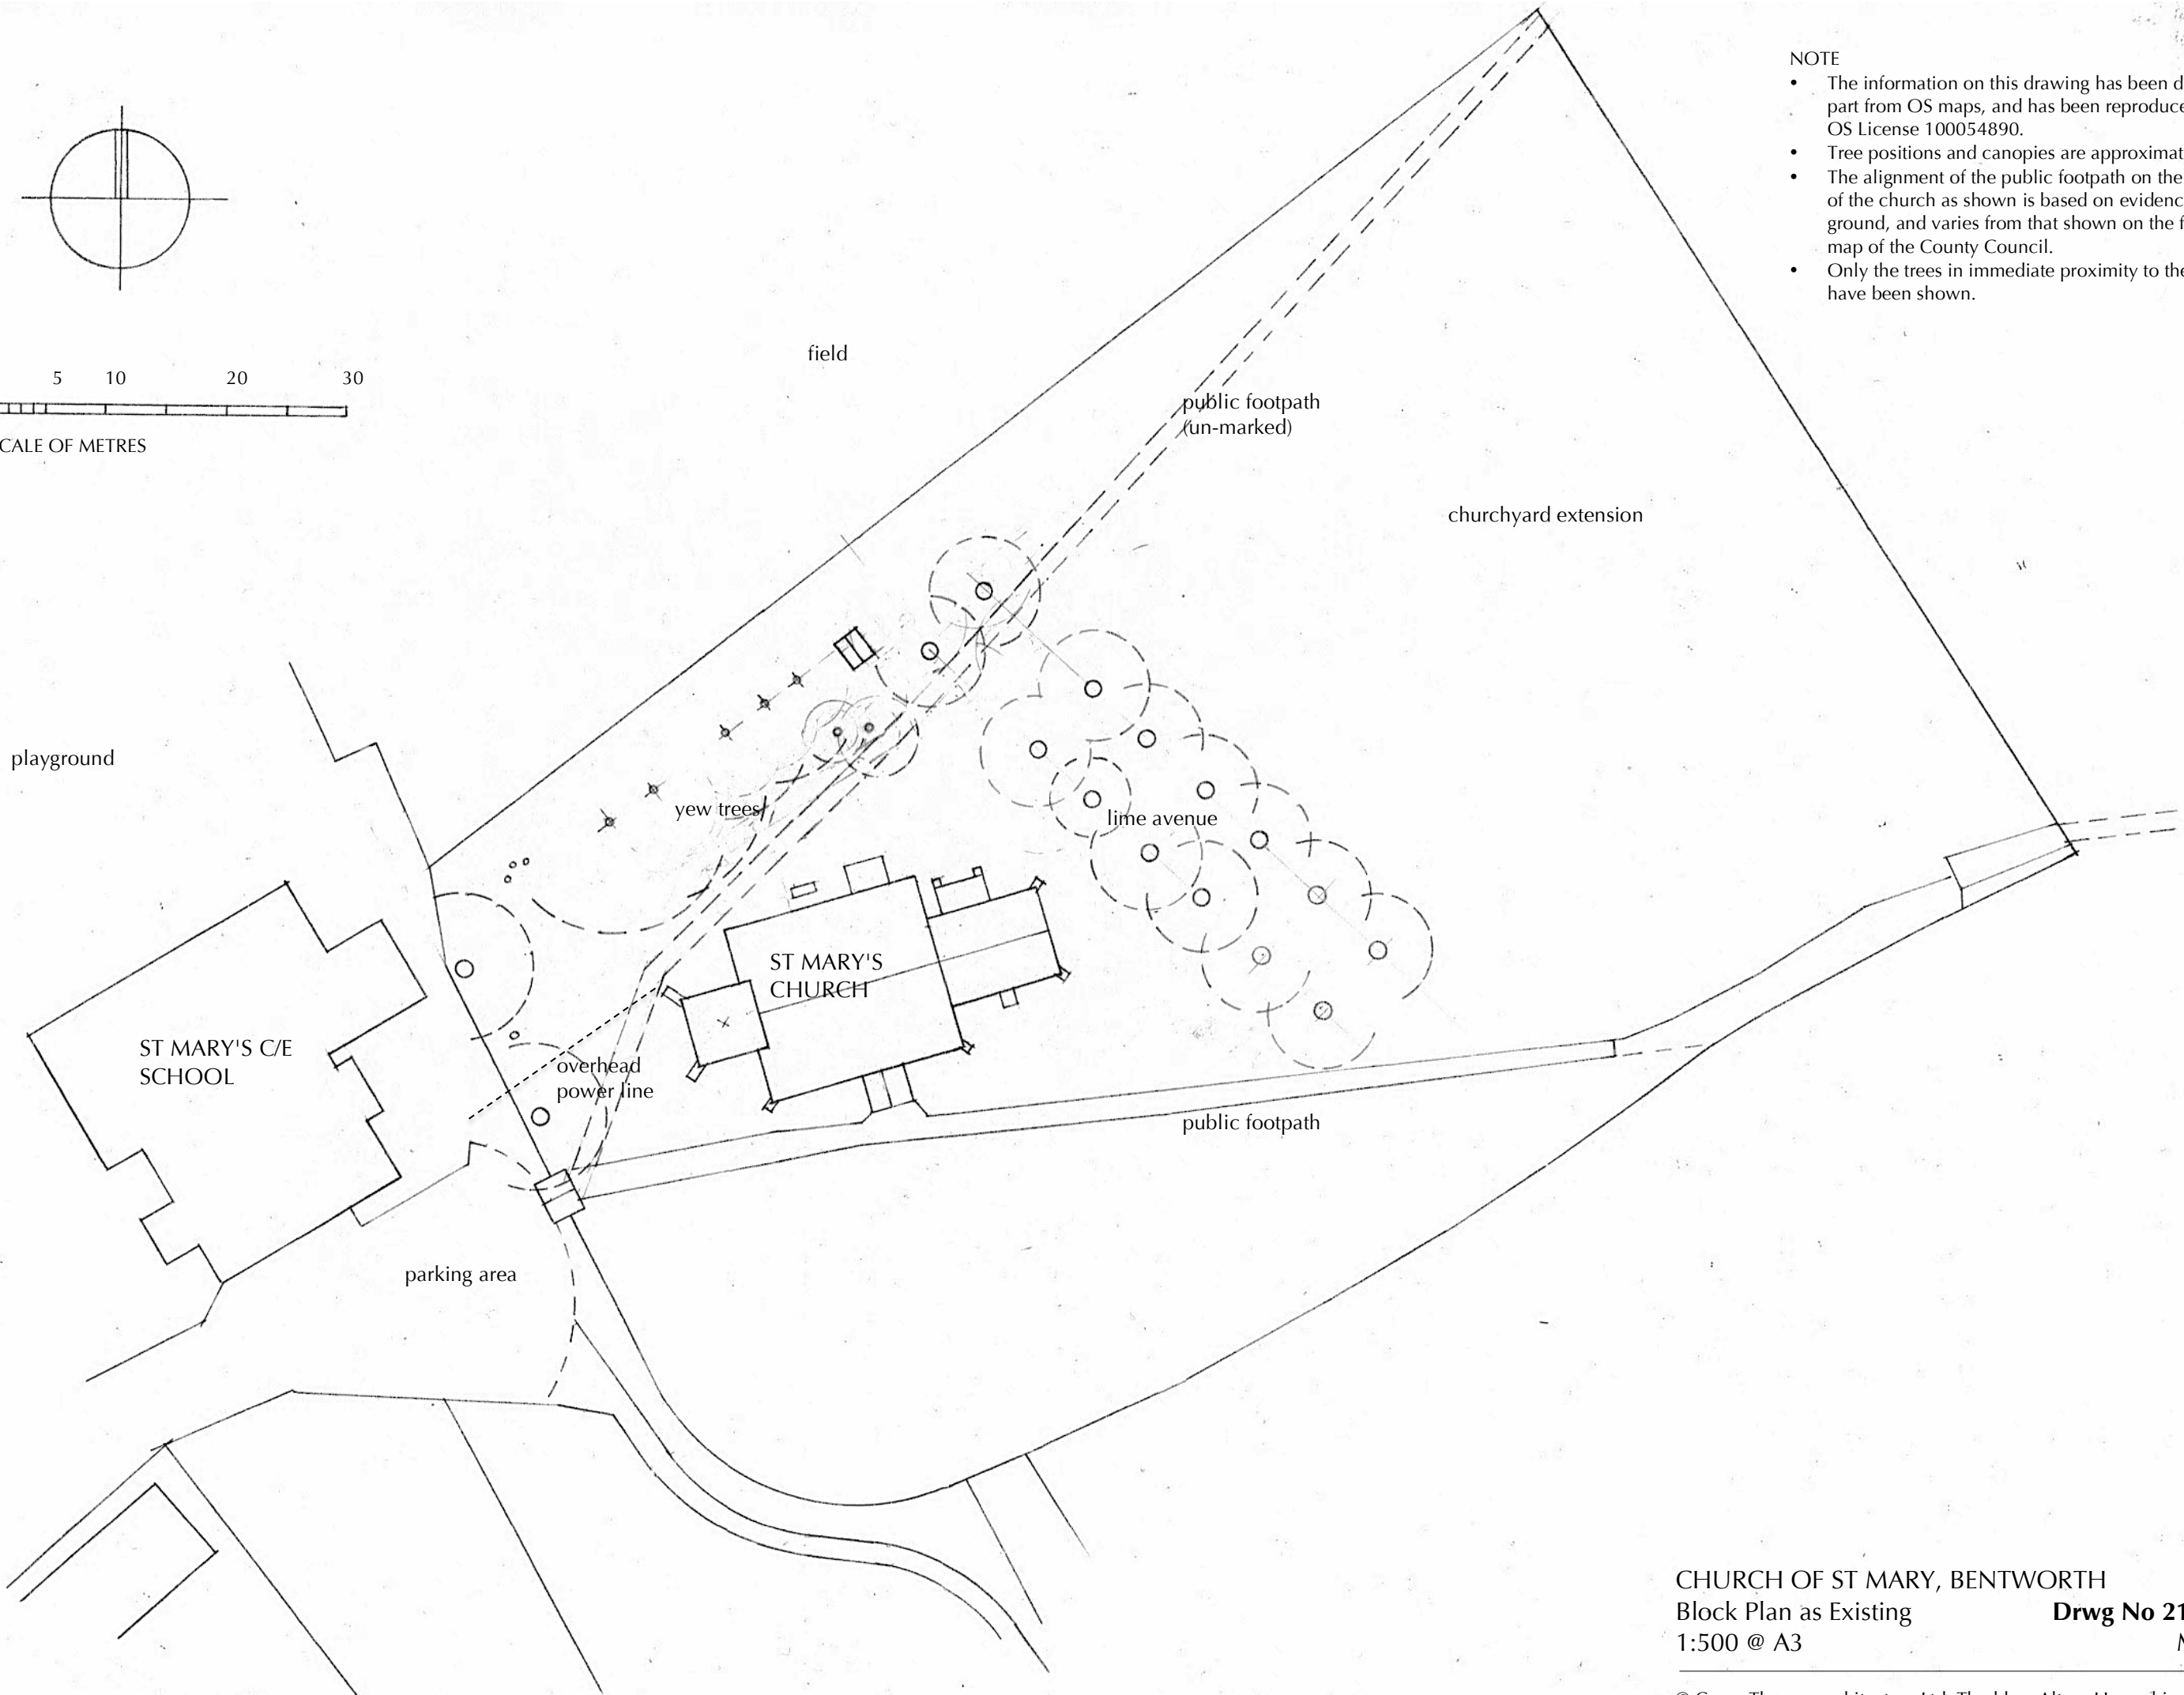 NOTE
• The information on this drawing has been
part from OS maps, and has been
OS License 100054890.
• Tree positions and canopies are
• The alignment of the public footpath on the
of the church as shown is based on
ground, and varies from that shown on the
map of the County Council.
• Only the trees in immediate proximity to
have been shown.
field
5 10 20 30
CALE OF METRES
public footpath
(un-marked)
churchyard extension
playground
yew trees
lime avenue
ST MARY'S
CHURCH
ST MARY'S C/E
SCHOOL
overhead
power line
public footpath
parking area
CHURCH OF ST MARY, BENTWORTH
Block Plan as Existing Drwg No 21
1:500 @ A3